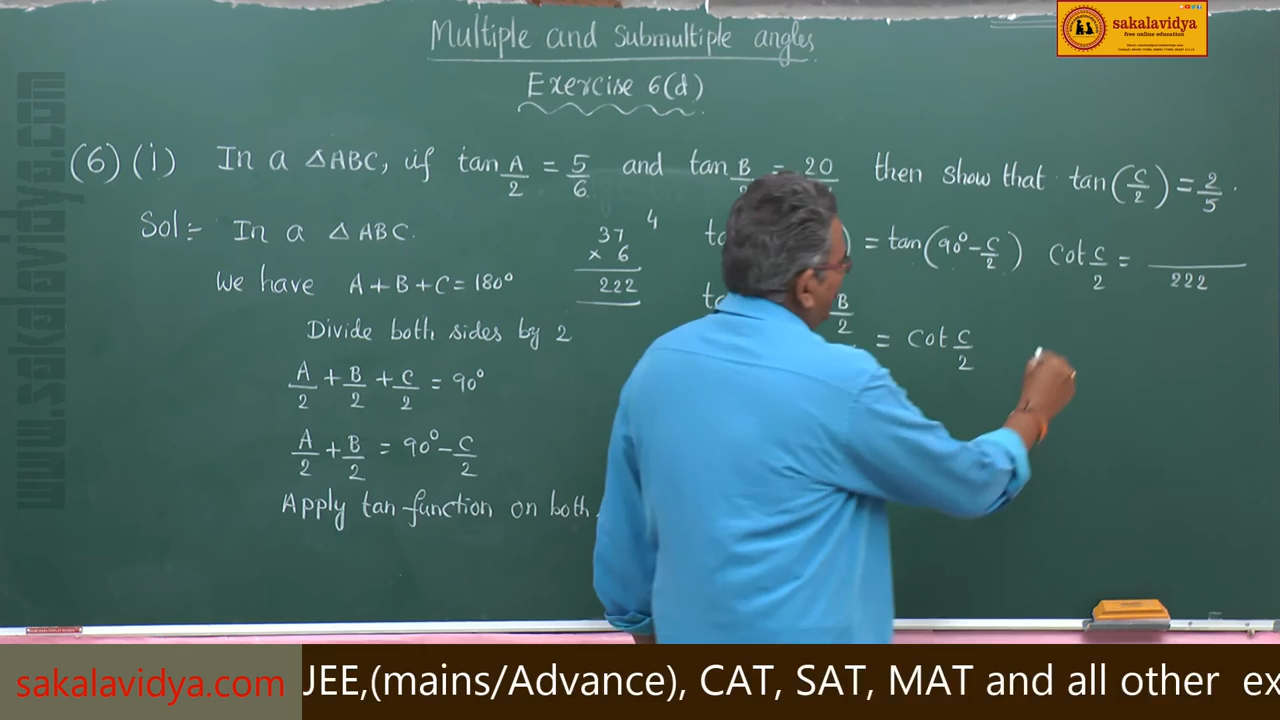 Multiple and Submultiple angles
Exercise 6(d)
(6) (i) In a △ABC, if tan A/2 = 5/6 and tan B/ = 20/ then show that tan(C/2) = 2/5.
Sol:- In a △ABC.
We have A+B+C = 180°
Divide both sides by 2
A/2 + B/2 + C/2 = 90°
A/2 + B/2 = 90° - C/2
Apply tan function on both
4
37
× 6
222
= tan(90° - C/2)
B/2
= cot C/2
cot C/2 = /222
sakalavidya
free online education
www.sakalavidya.com
sakalavidya.com
JEE,(mains/Advance), CAT, SAT, MAT and all other ex